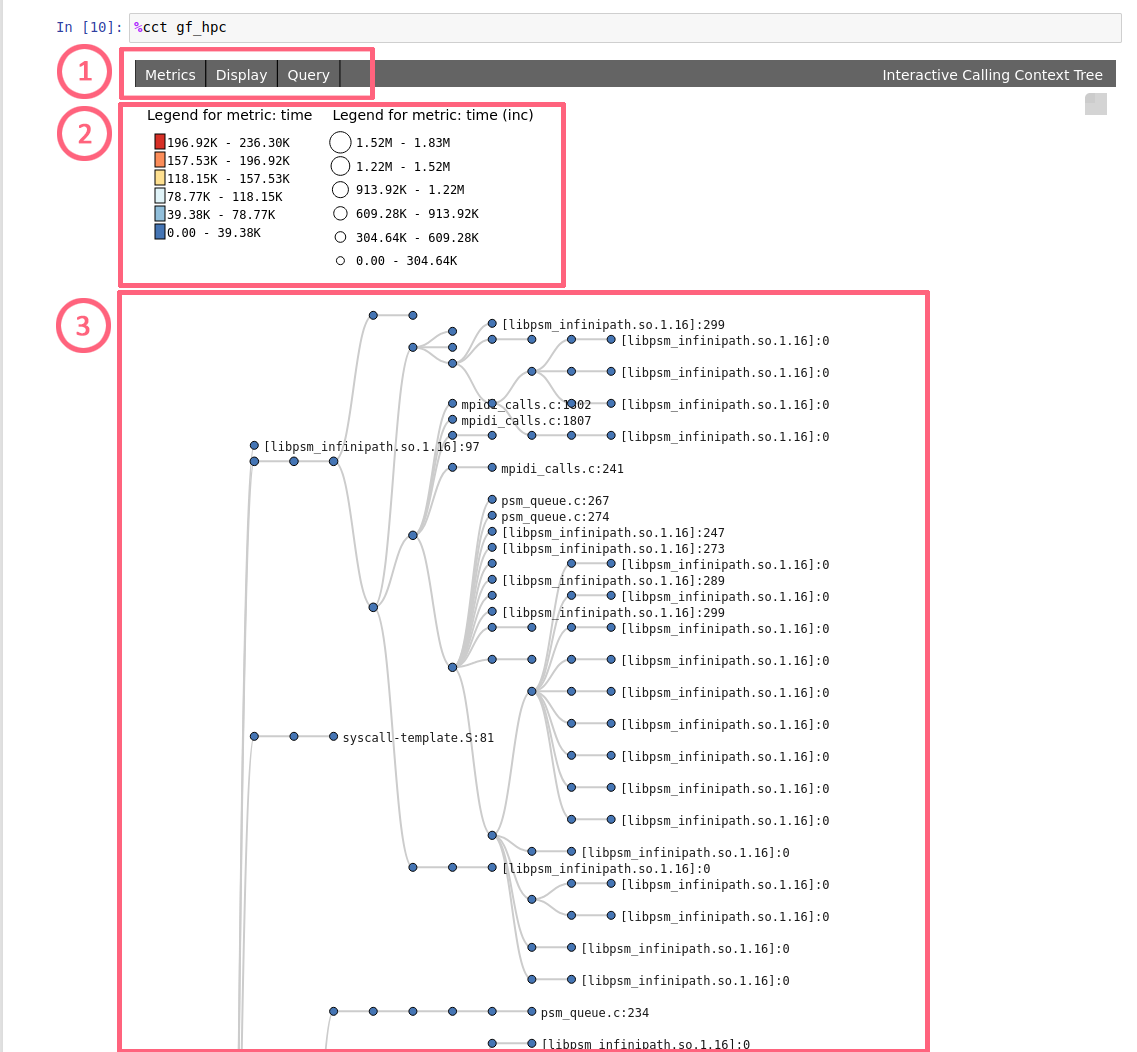 In [10]: %cct gf_hpc
1
Metrics Display Query Interactive Calling Context Tree
2
Legend for metric: time Legend for metric: time (inc)
196.92K - 236.30K 1.52M - 1.83M
157.53K - 196.92K 1.22M - 1.52M
118.15K - 157.53K 913.92K - 1.22M
78.77K - 118.15K 609.28K - 913.92K
39.38K - 78.77K 304.64K - 609.28K
0.00 - 39.38K 0.00 - 304.64K
3
[libpsm_infinipath.so.1.16]:299
[libpsm_infinipath.so.1.16]:0
[libpsm_infinipath.so.1.16]:0
mpidi_calls.c:1802 [libpsm_infinipath.so.1.16]:0
mpidi_calls.c:1807
[libpsm_infinipath.so.1.16]:0
[libpsm_infinipath.so.1.16]:97
mpidi_calls.c:241
psm_queue.c:267
psm_queue.c:274
[libpsm_infinipath.so.1.16]:247
[libpsm_infinipath.so.1.16]:273
[libpsm_infinipath.so.1.16]:0
[libpsm_infinipath.so.1.16]:289
[libpsm_infinipath.so.1.16]:0
[libpsm_infinipath.so.1.16]:299
[libpsm_infinipath.so.1.16]:0
[libpsm_infinipath.so.1.16]:0
[libpsm_infinipath.so.1.16]:0
[libpsm_infinipath.so.1.16]:0
syscall-template.S:81
[libpsm_infinipath.so.1.16]:0
[libpsm_infinipath.so.1.16]:0
[libpsm_infinipath.so.1.16]:0
[libpsm_infinipath.so.1.16]:0
[libpsm_infinipath.so.1.16]:0
[libpsm_infinipath.so.1.16]:0
[libpsm_infinipath.so.1.16]:0
[libpsm_infinipath.so.1.16]:0
[libpsm_infinipath.so.1.16]:0
psm_queue.c:234
[libpsm_infinipath.so.1.16]:0